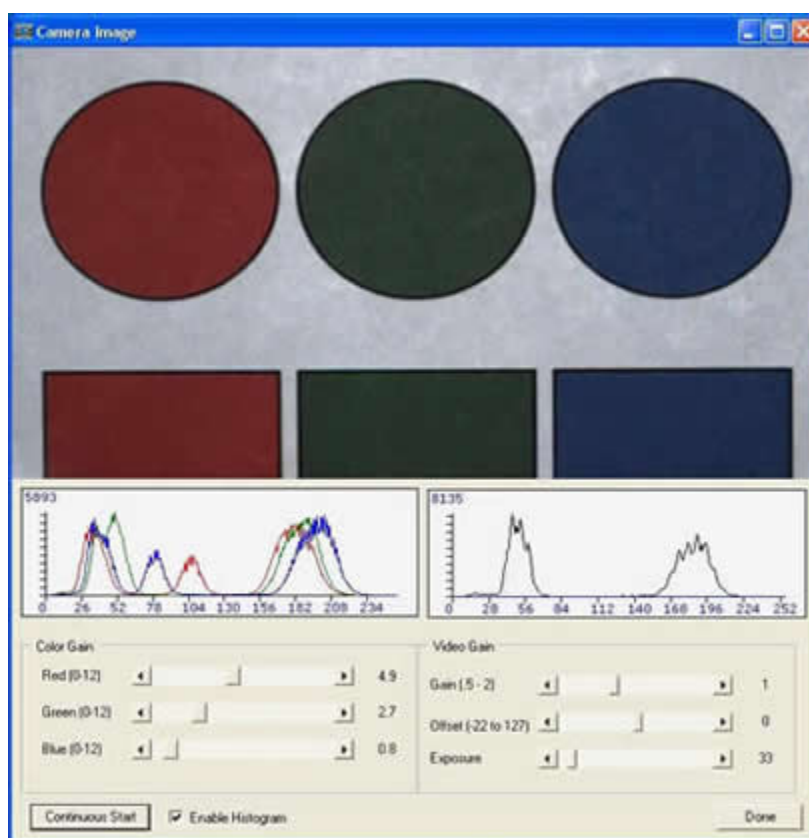 Camera Image
5893
0 26 52 78 104 130 156 182 208 234
8135
0 28 56 84 112 140 168 196 224 252
Color Gain
Red (0-12) 4.9
Green (0-12) 2.7
Blue (0-12) 0.8
Video Gain
Gain (.5 - 2) 1
Offset (-22 to 127) 0
Exposure 33
Continuous Start
Enable Histogram
Done